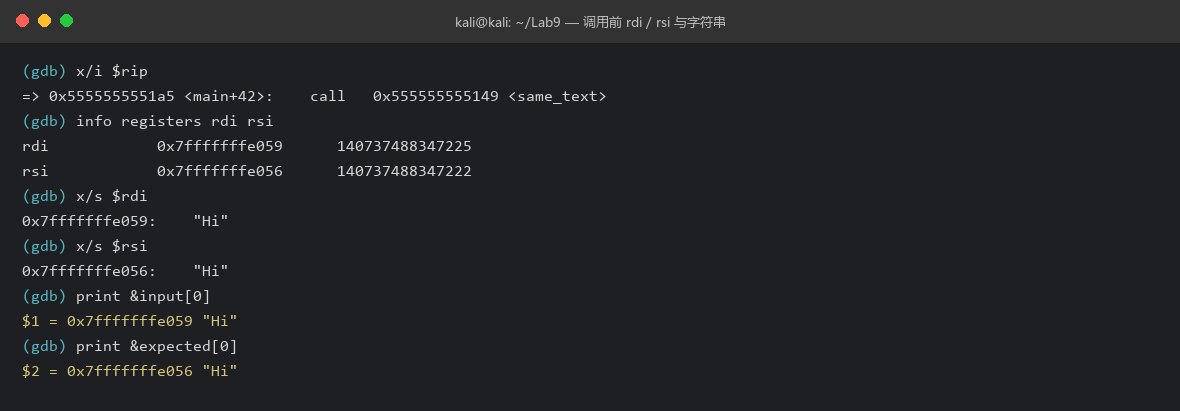 kali@kali: ~/Lab9 — 调用前 rdi / rsi 与字符串
(gdb) x/i $rip
=> 0x5555555551a5 <main+42>:    call   0x555555555149 <same_text>
(gdb) info registers rdi rsi
rdi            0x7fffffffe059      140737488347225
rsi            0x7fffffffe056      140737488347222
(gdb) x/s $rdi
0x7fffffffe059:    "Hi"
(gdb) x/s $rsi
0x7fffffffe056:    "Hi"
(gdb) print &input[0]
$1 = 0x7fffffffe059 "Hi"
(gdb) print &expected[0]
$2 = 0x7fffffffe056 "Hi"